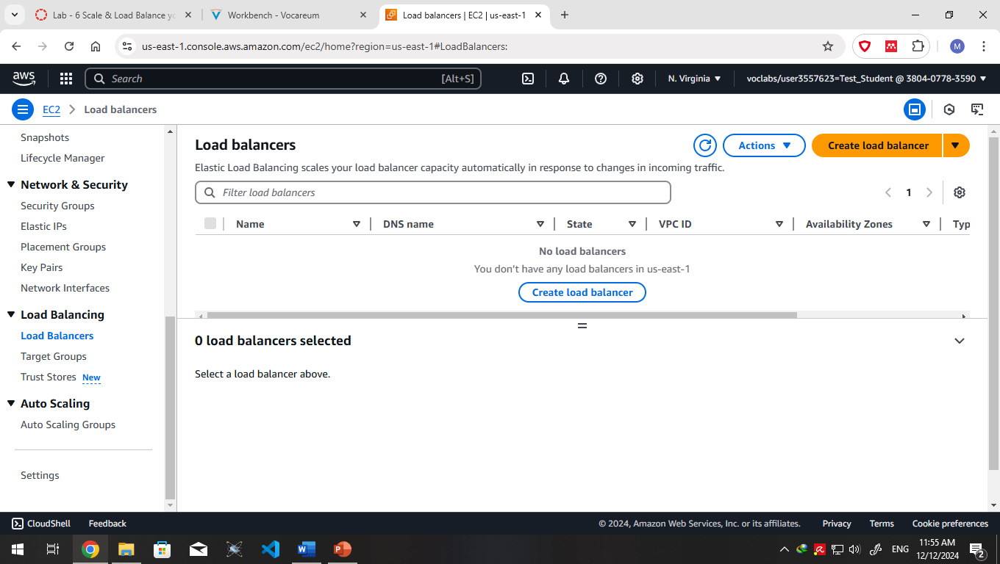 Lab - 6 Scale & Load Balance yo
Workbench - Vocareum
Load balancers | EC2 | us-east-1
us-east-1.console.aws.amazon.com/ec2/home?region=us-east-1#LoadBalancers:
M
aws
Search
[Alt+S]
N. Virginia
voclabs/user3557623=Test_Student @ 3804-0778-3590
EC2
Load balancers
Snapshots
Lifecycle Manager
Network & Security
Security Groups
Elastic IPs
Placement Groups
Key Pairs
Network Interfaces
Load Balancing
Load Balancers
Target Groups
Trust Stores New
Auto Scaling
Auto Scaling Groups
Settings
Load balancers
Actions
Create load balancer
Elastic Load Balancing scales your load balancer capacity automatically in response to changes in incoming traffic.
Filter load balancers
1
Name
DNS name
State
VPC ID
Availability Zones
Typ
No load balancers
You don't have any load balancers in us-east-1
Create load balancer
0 load balancers selected
Select a load balancer above.
CloudShell
Feedback
© 2024, Amazon Web Services, Inc. or its affiliates.
Privacy
Terms
Cookie preferences
ENG
11:55 AM
12/12/2024
2